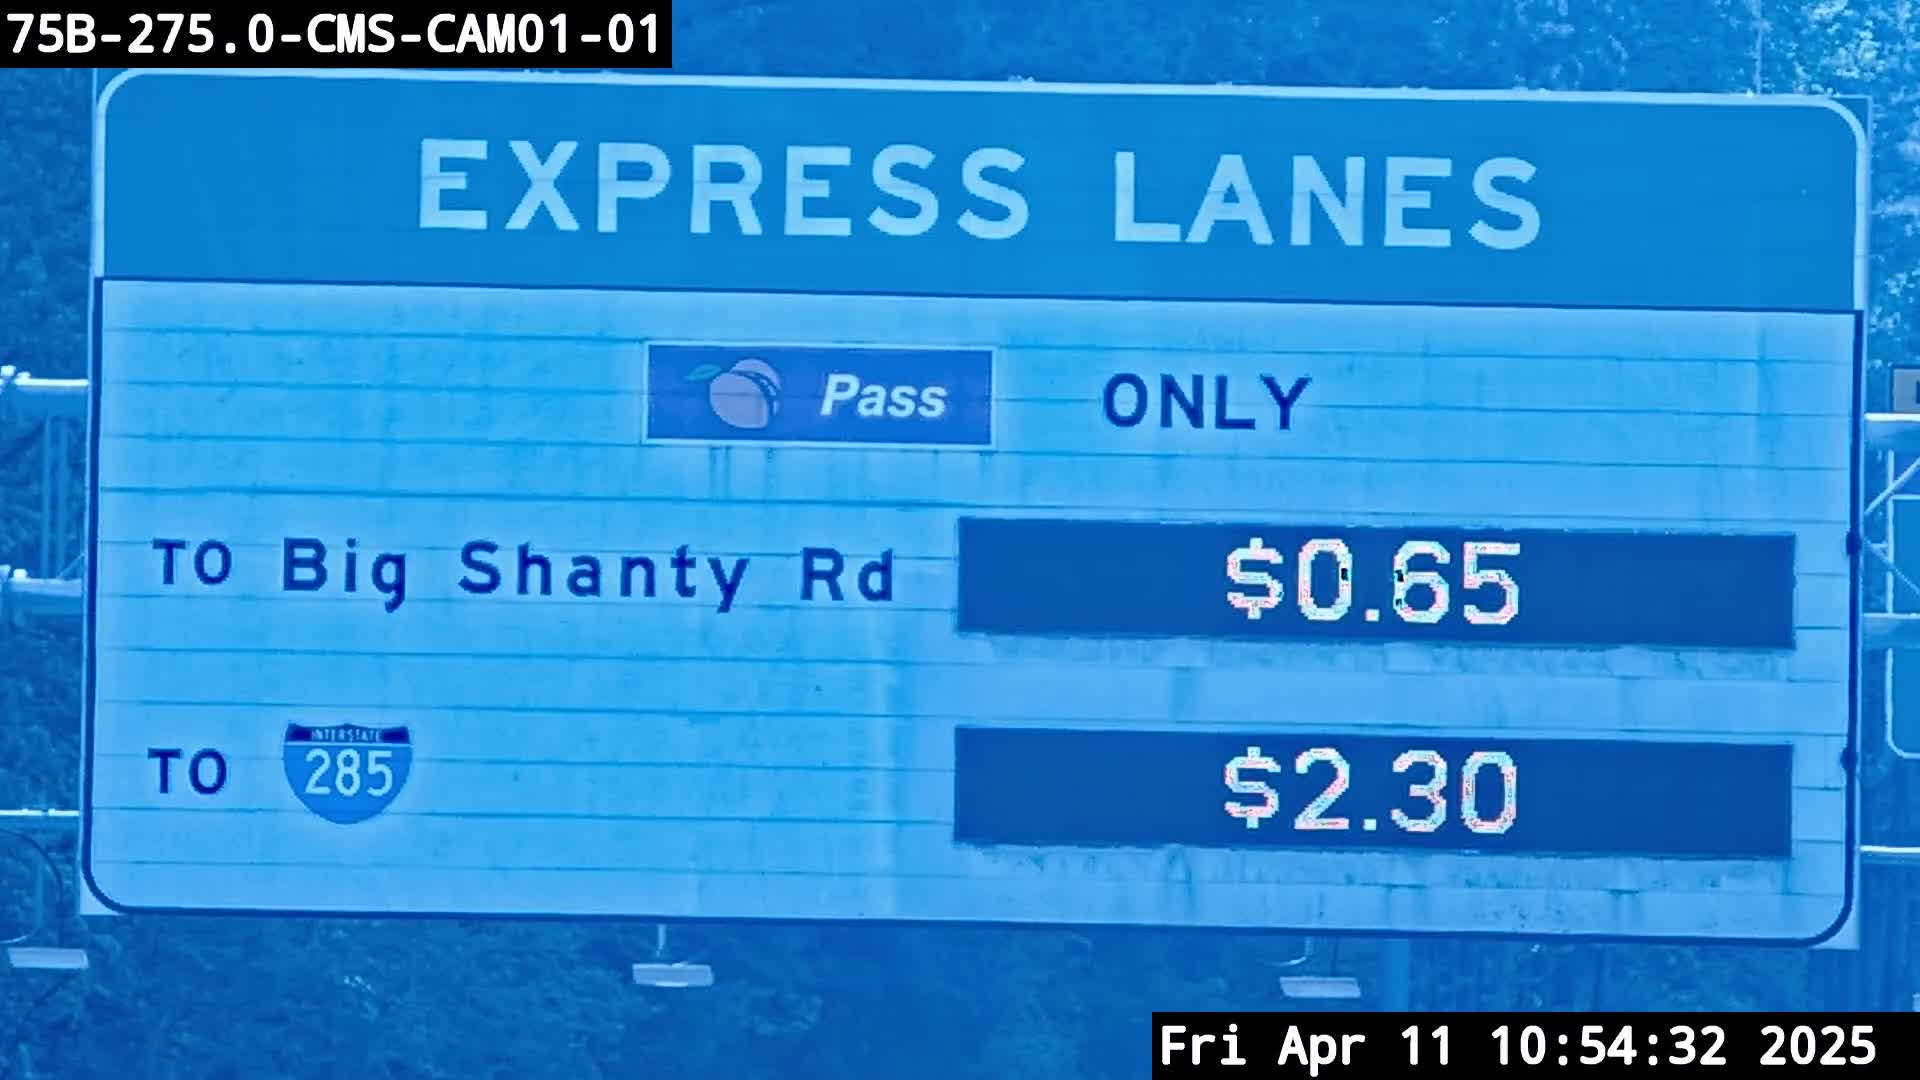 75B-275.0-CMS-CAM01-01
EXPRESS LANES
Pass ONLY
TO Big Shanty Rd $0.65
TO INTERSTATE 285 $2.30
Fri Apr 11 10:54:32 2025